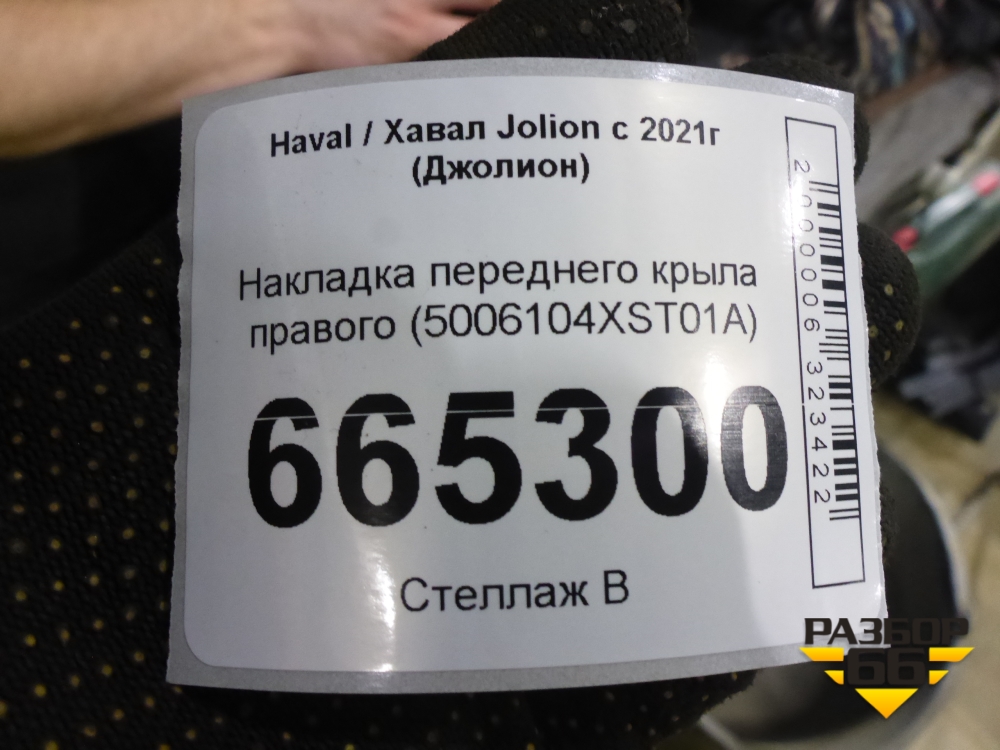 Haval / Хавал Jolion с 2021г
(Джолион)
Накладка переднего крыла
правого (5006104XST01A)
665300
Стеллаж В
2000006323422
РАЗБОР
66